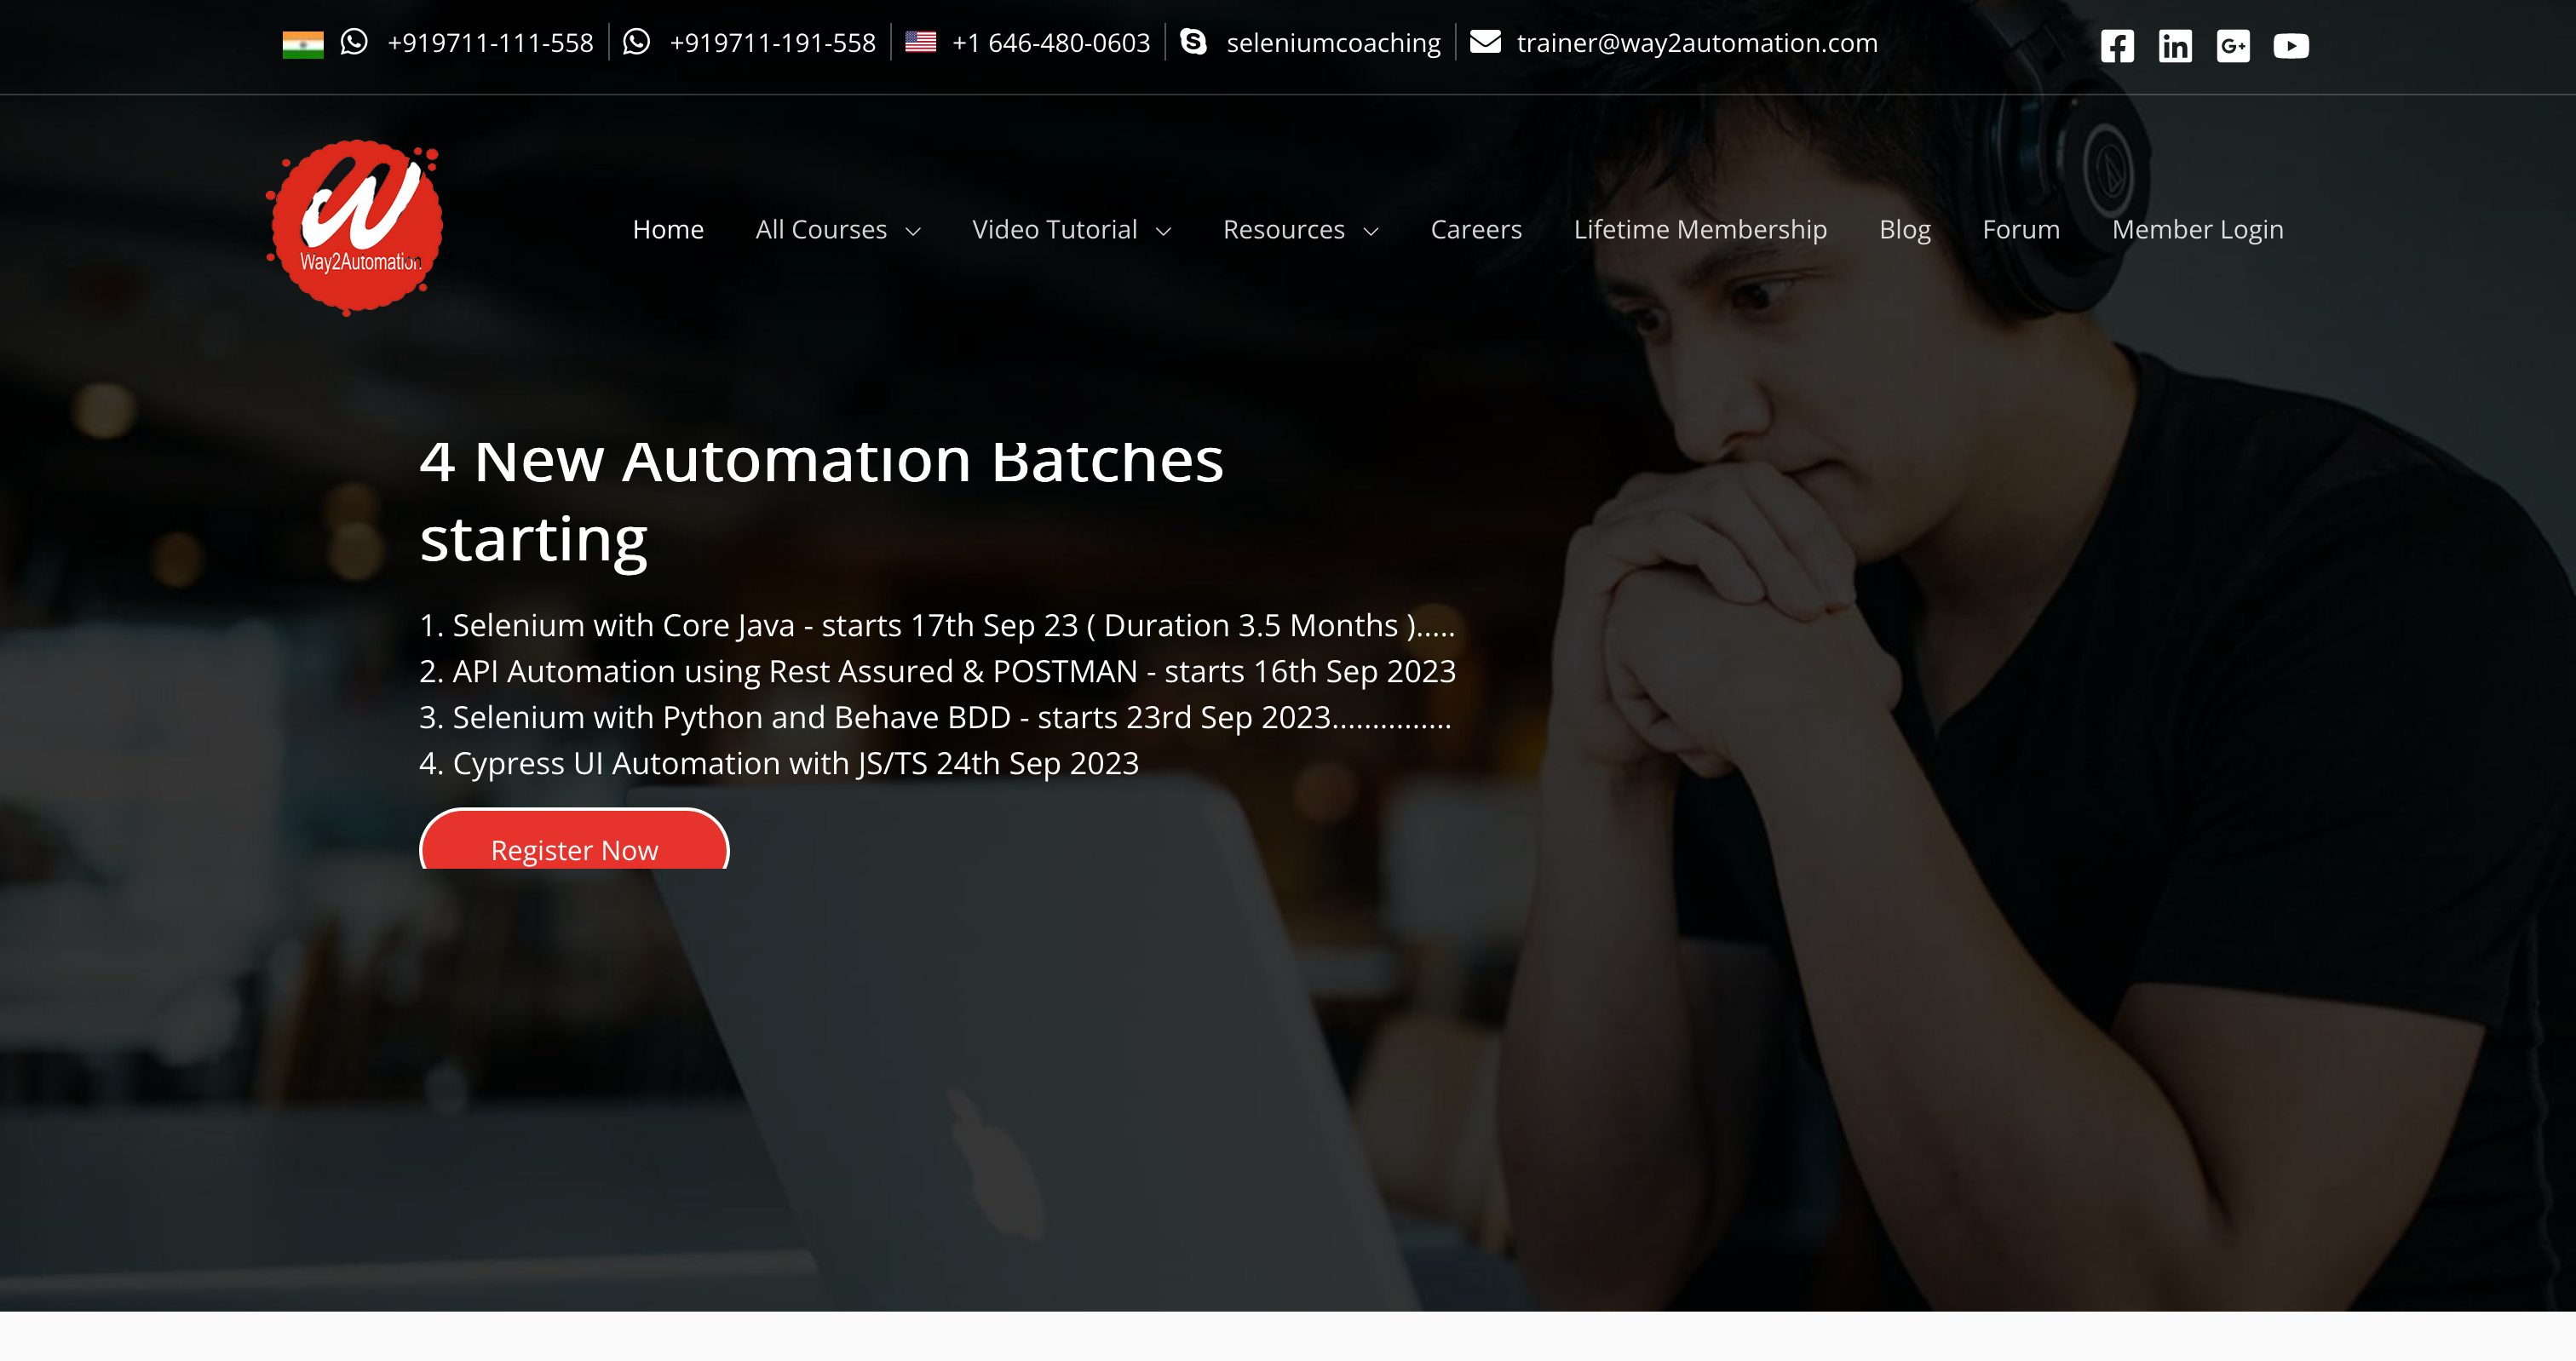 +919711-111-558 +919711-191-558 +1 646-480-0603 seleniumcoaching trainer@way2automation.com
Way2Automation
Home All Courses Video Tutorial Resources Careers Lifetime Membership Blog Forum Member Login
4 New Automation Batches
starting
1. Selenium with Core Java - starts 17th Sep 23 ( Duration 3.5 Months ).....
2. API Automation using Rest Assured & POSTMAN - starts 16th Sep 2023
3. Selenium with Python and Behave BDD - starts 23rd Sep 2023...............
4. Cypress UI Automation with JS/TS 24th Sep 2023
Register Now